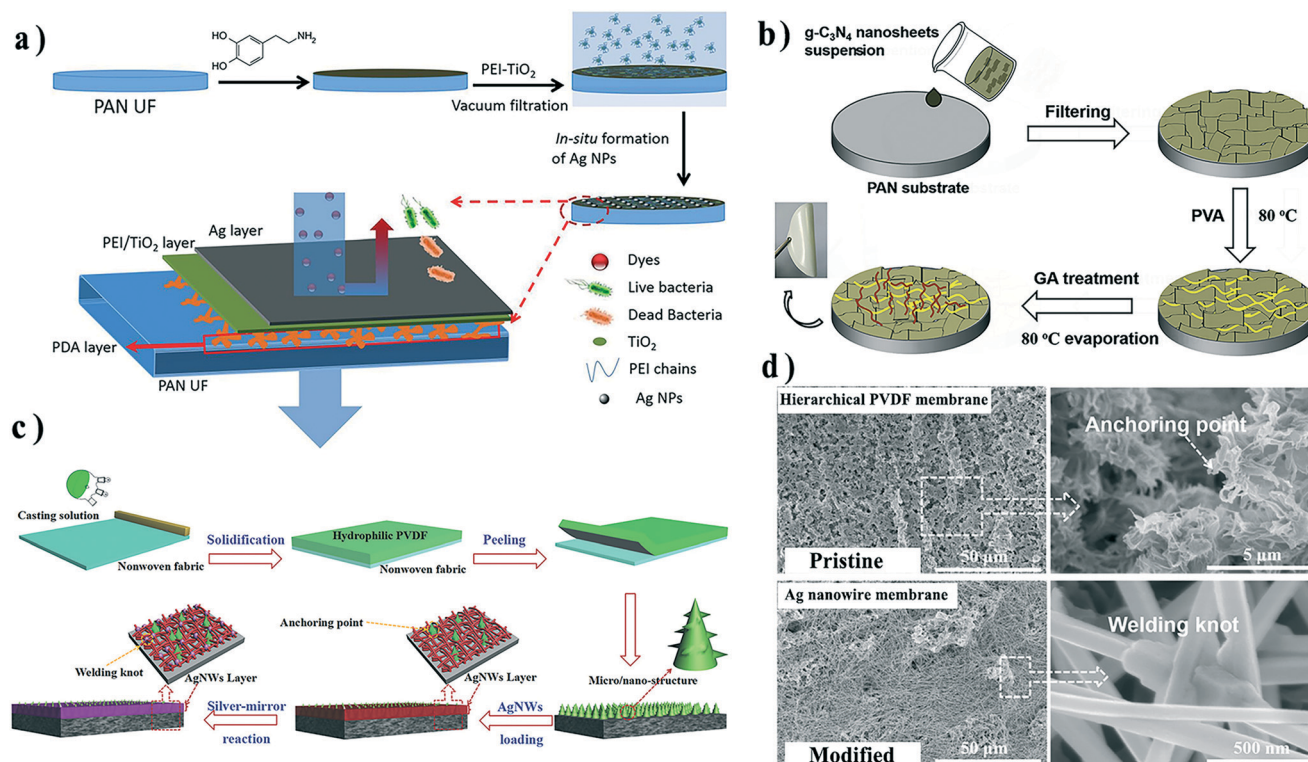 a)
HO
HO
NH2
PAN UF
PEI-TiO2
Vacuum filtration
In-situ formation
of Ag NPs
Ag layer
PEI/TiO2 layer
PDA layer
PAN UF
Dyes
Live bacteria
Dead Bacteria
TiO2
PEI chains
Ag NPs
b)
g-C3N4 nanosheets
suspension
Filtering
PAN substrate
PVA
80 °C
GA treatment
80 °C evaporation
c)
Casting solution
Nonwoven fabric
Solidification
Hydrophilic PVDF
Nonwoven fabric
Peeling
Micro/nano-structure
AgNWs
loading
Anchoring point
AgNWs Layer
Silver-mirror
reaction
Welding knot
AgNWs Layer
d)
Hierarchical PVDF membrane
Pristine
50 μm
Anchoring point
5 μm
Ag nanowire membrane
Modified
50 μm
Welding knot
500 nm